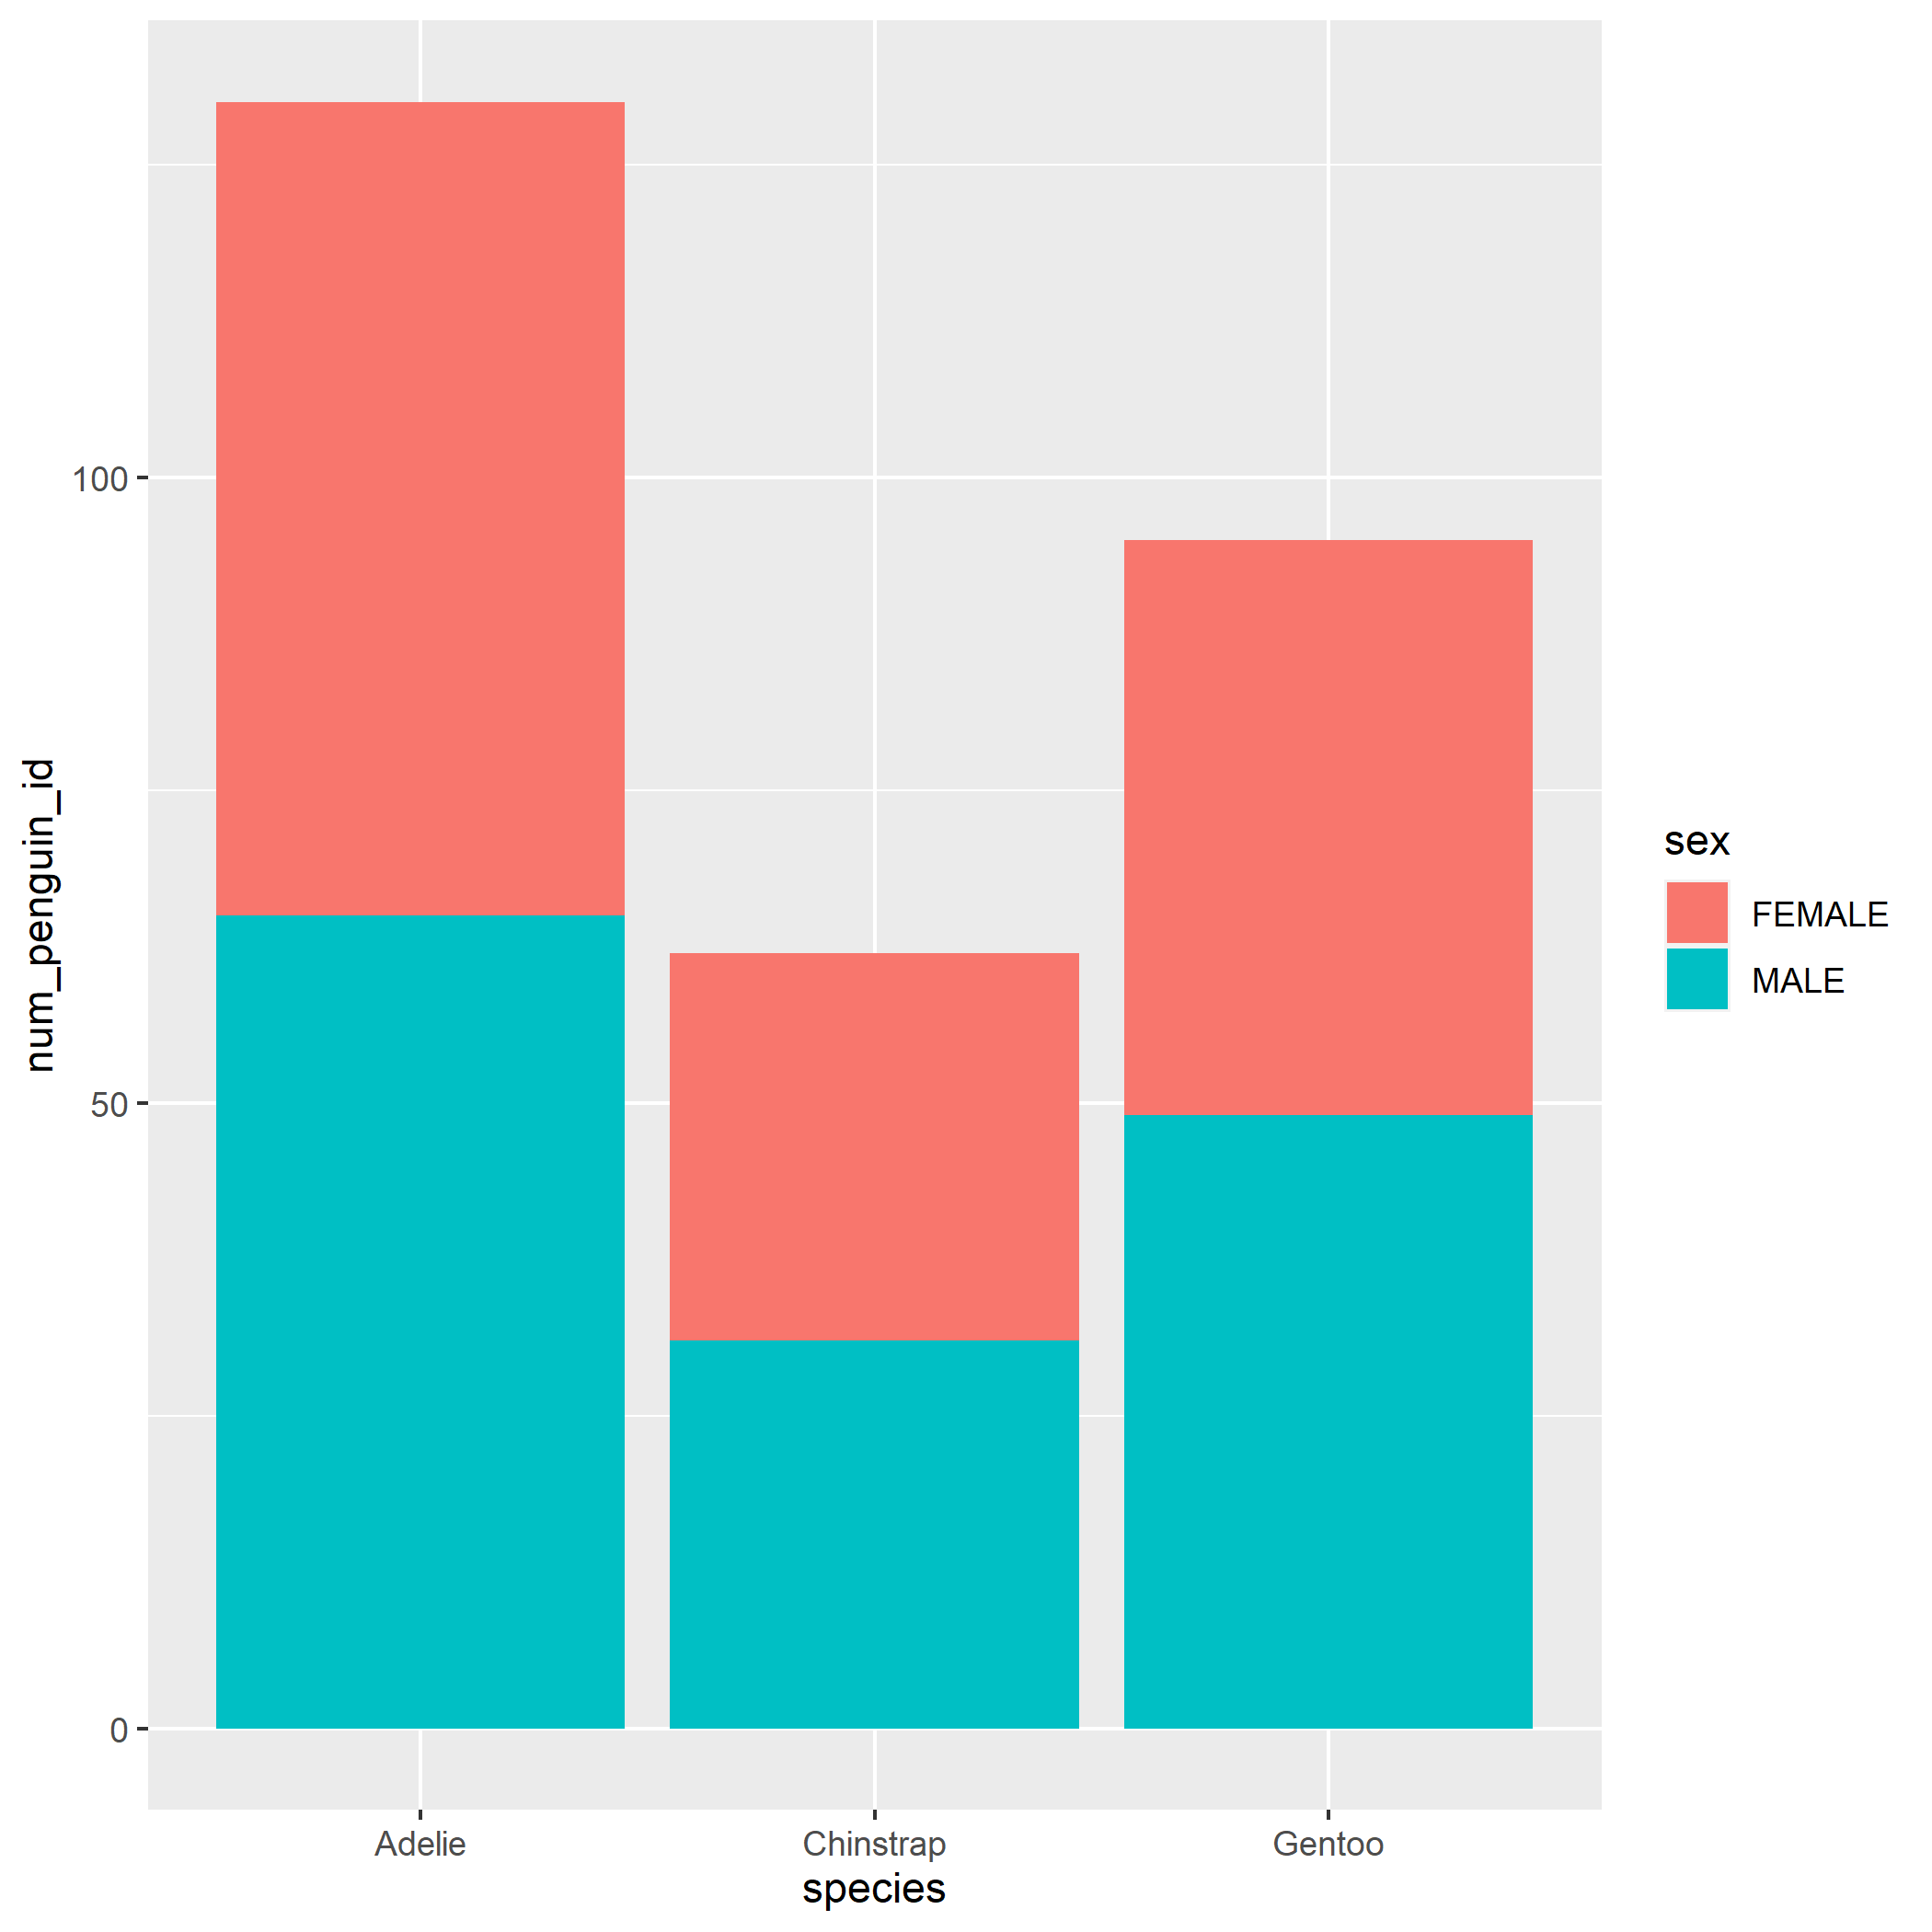 num_penguin_id
100
50
0
Adelie
Chinstrap
Gentoo
species
sex
FEMALE
MALE